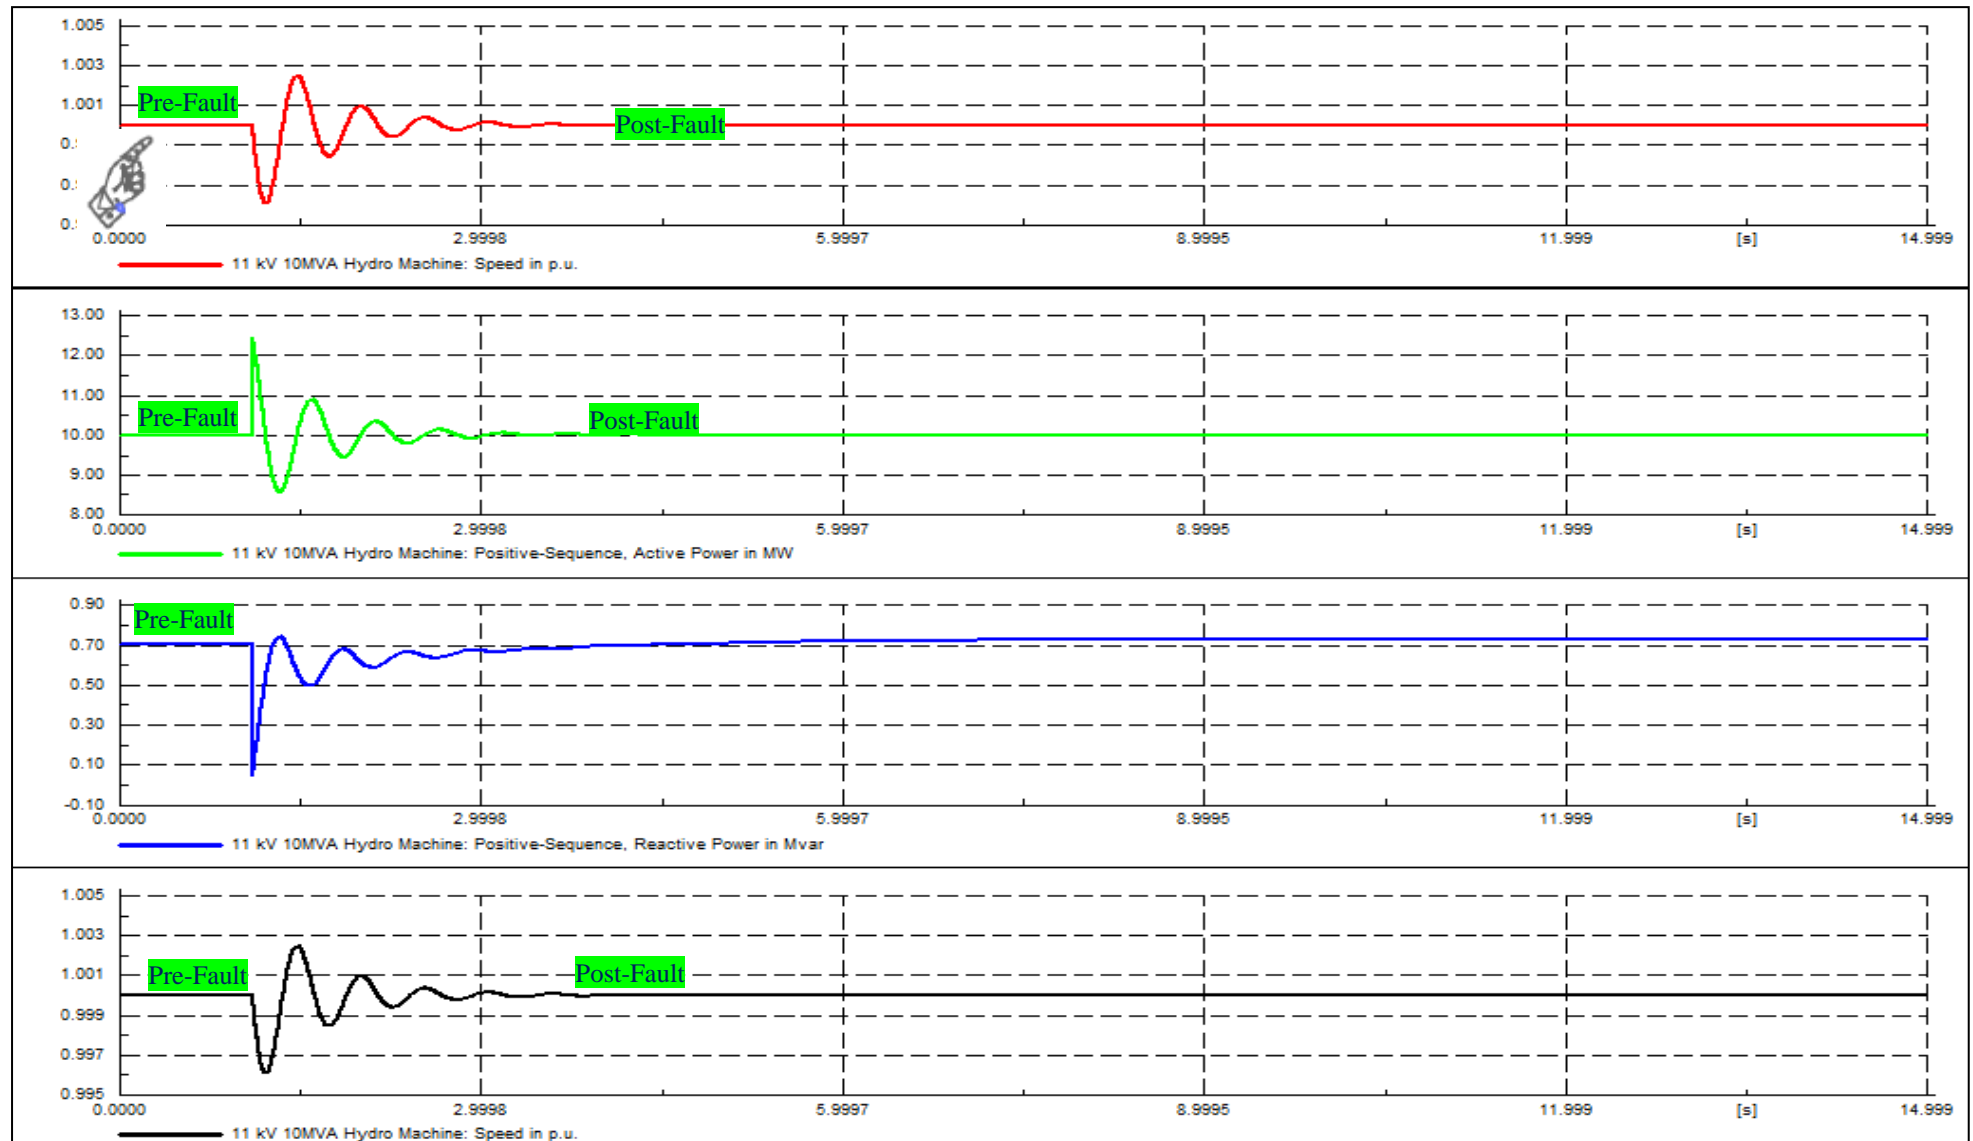 1.005
1.003
1.001
Pre-Fault
Post-Fault
0.0000 2.9998 5.9997 8.9995 11.999 [s] 14.999
11 kV 10MVA Hydro Machine: Speed in p.u.
13.00
12.00
11.00
10.00
9.00
8.00
Pre-Fault
Post-Fault
0.0000 2.9998 5.9997 8.9995 11.999 [s] 14.999
11 kV 10MVA Hydro Machine: Positive-Sequence, Active Power in MW
0.90
0.70
0.50
0.30
0.10
-0.10
Pre-Fault
0.0000 2.9998 5.9997 8.9995 11.999 [s] 14.999
11 kV 10MVA Hydro Machine: Positive-Sequence, Reactive Power in Mvar
1.005
1.003
1.001
0.999
0.997
0.995
Pre-Fault
Post-Fault
0.0000 2.9998 5.9997 8.9995 11.999 [s] 14.999
11 kV 10MVA Hydro Machine: Speed in p.u.